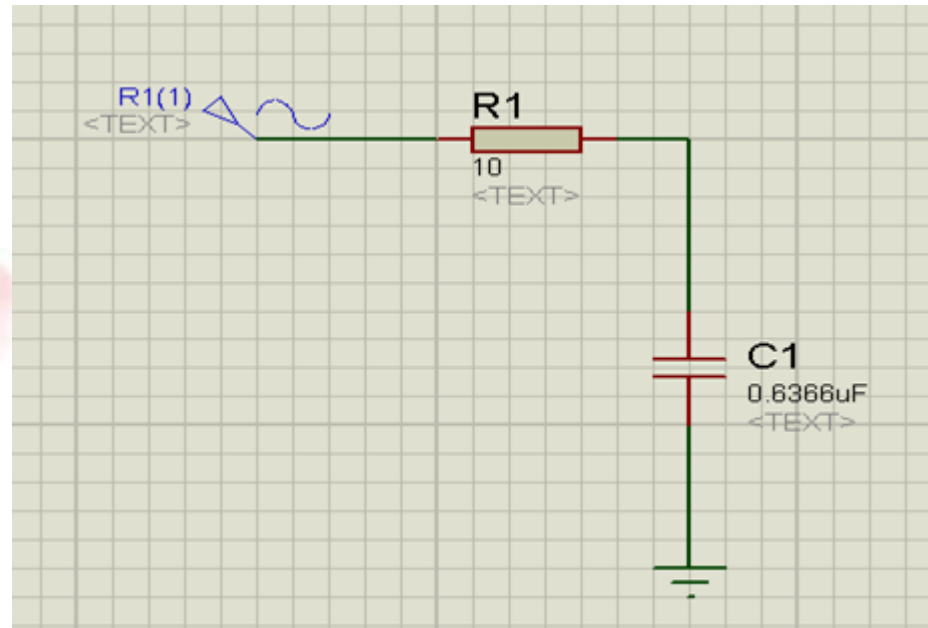 R1(1)
<TEXT>
R1
10
<TEXT>
C1
0.6366uF
<TEXT>